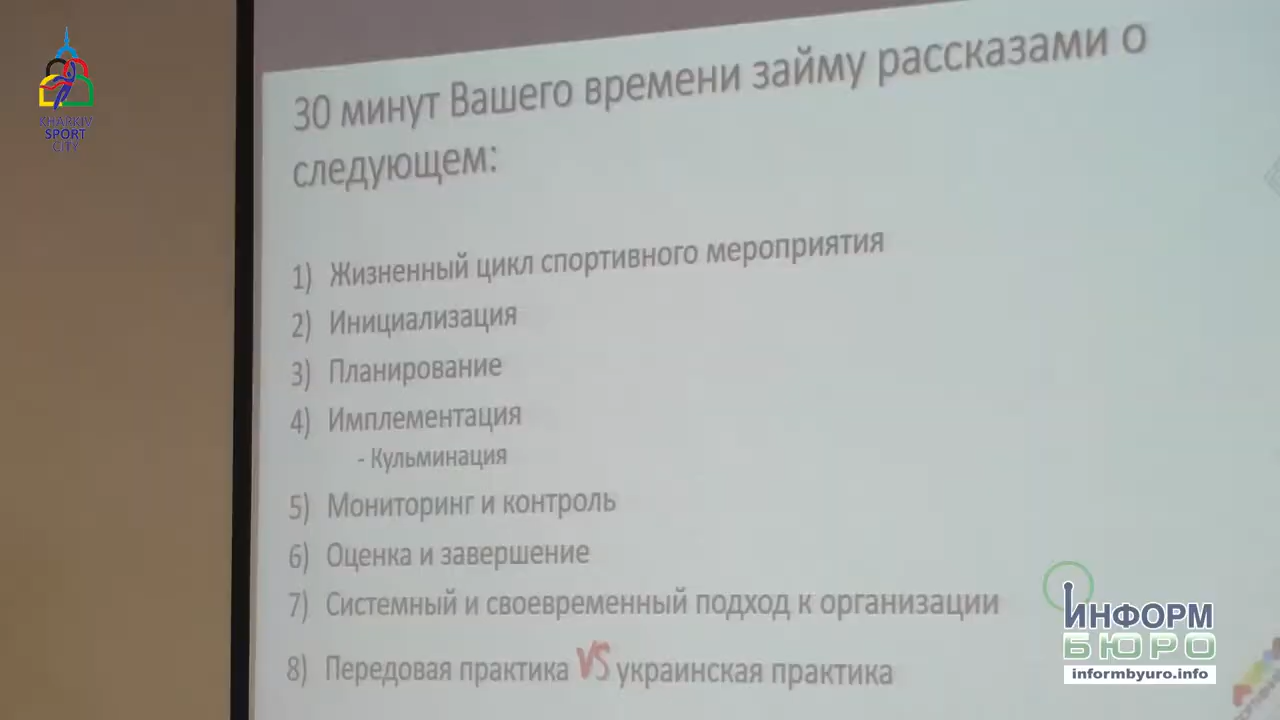 KHARKIV
SPORT
CITY
30 минут Вашего времени займу рассказами о
следующем:
1) Жизненный цикл спортивного мероприятия
2) Инициализация
3) Планирование
4) Имплементация
- Кульминация
5) Мониторинг и контроль
6) Оценка и завершение
7) Системный и своевременный подход к организации
8) Передовая практика VS украинская практика
ИНФОРМ
БЮРО
informbyuro.info